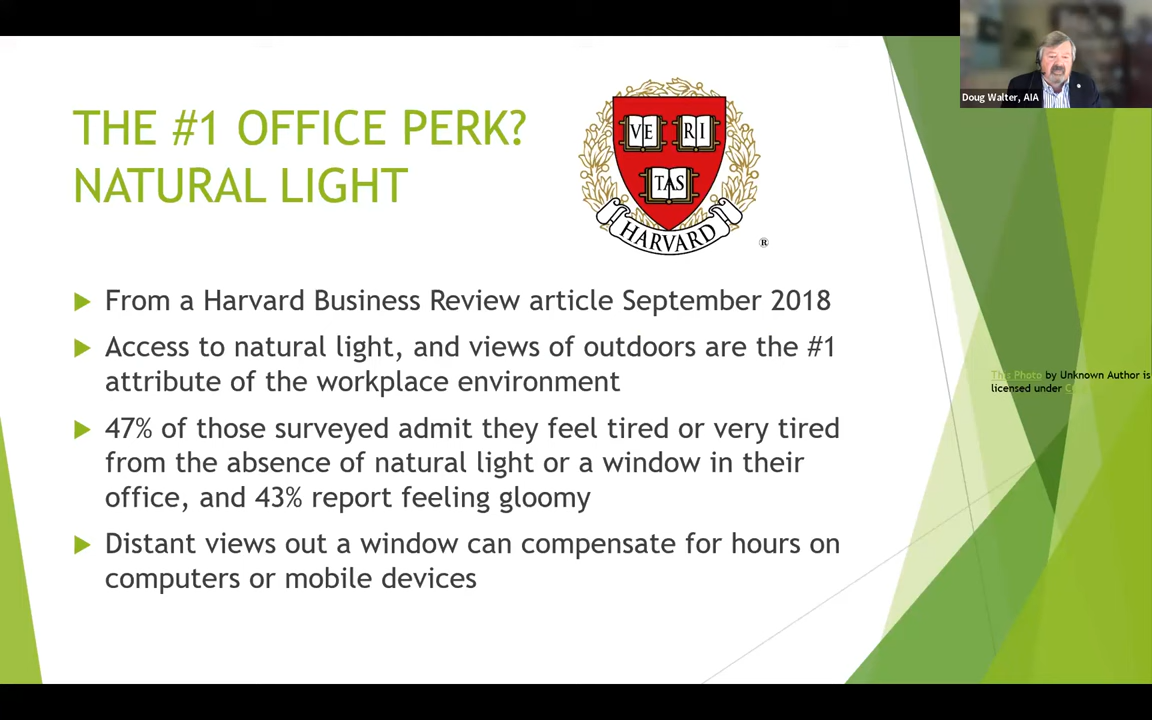 Doug Walter, AIA
THE #1 OFFICE PERK?
NATURAL LIGHT
VE RI
TAS
HARVARD
®
From a Harvard Business Review article September 2018
Access to natural light, and views of outdoors are the #1
attribute of the workplace environment
47% of those surveyed admit they feel tired or very tired
from the absence of natural light or a window in their
office, and 43% report feeling gloomy
Distant views out a window can compensate for hours on
computers or mobile devices
This Photo by Unknown Author is
licensed under